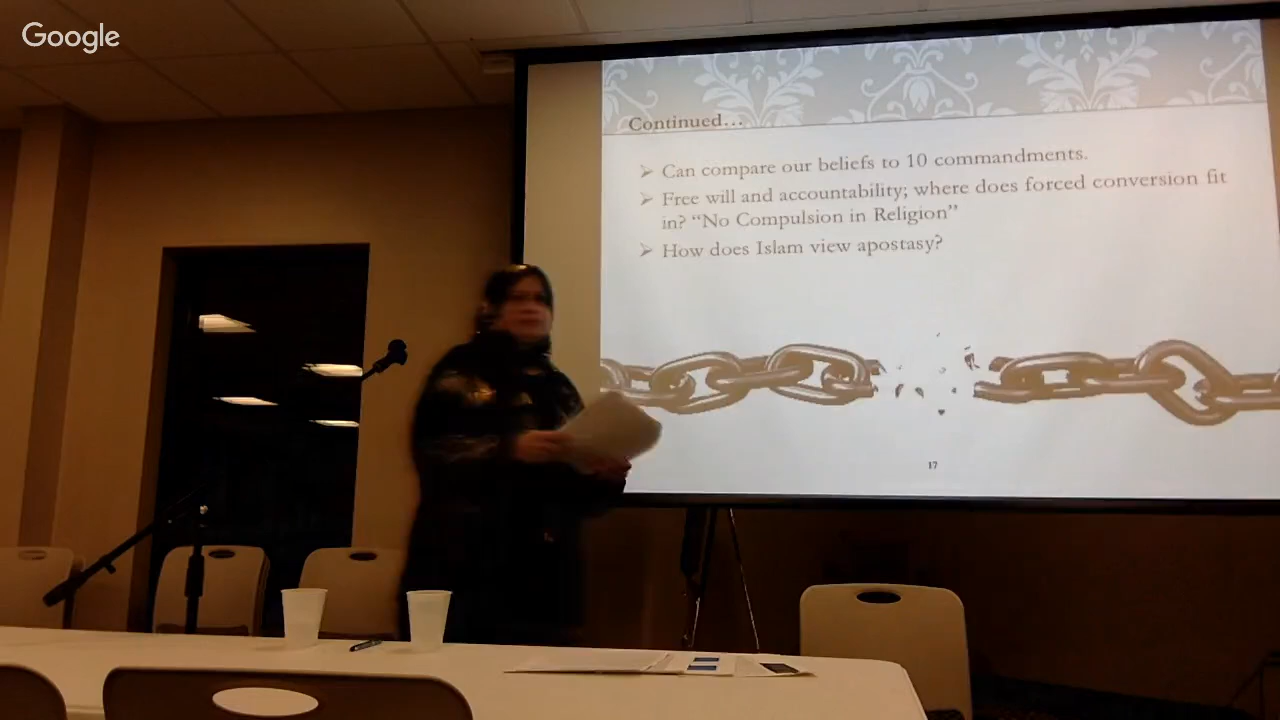 Google
Continued...
➢ Can compare our beliefs to 10 commandments.
➢ Free will and accountability; where does forced conversion fit
in? “No Compulsion in Religion”
➢ How does Islam view apostasy?
17